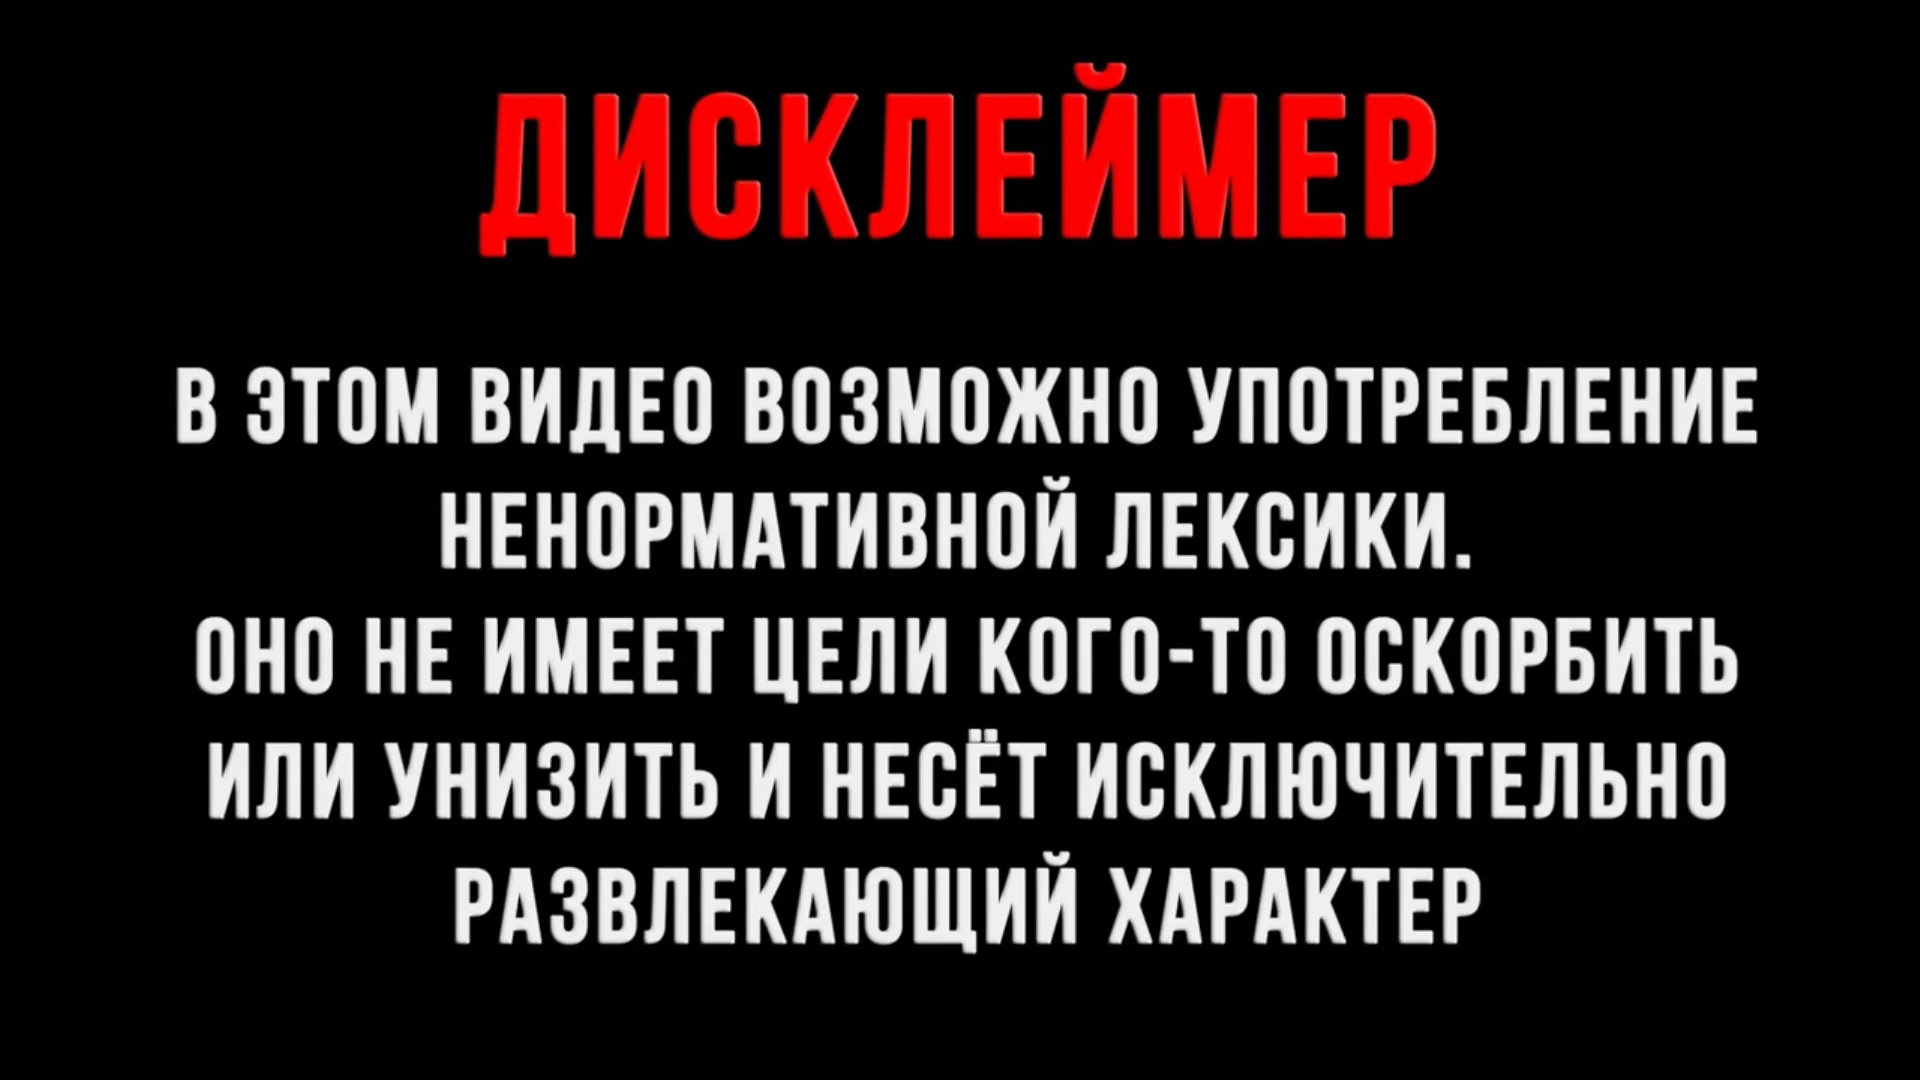 ДИСКЛЕЙМЕР
В ЭТОМ ВИДЕО ВОЗМОЖНО УПОТРЕБЛЕНИЕ
НЕНОРМАТИВНОЙ ЛЕКСИКИ.
ОНО НЕ ИМЕЕТ ЦЕЛИ КОГО-ТО ОСКОРБИТЬ
ИЛИ УНИЗИТЬ И НЕСЁТ ИСКЛЮЧИТЕЛЬНО
РАЗВЛЕКАЮЩИЙ ХАРАКТЕР